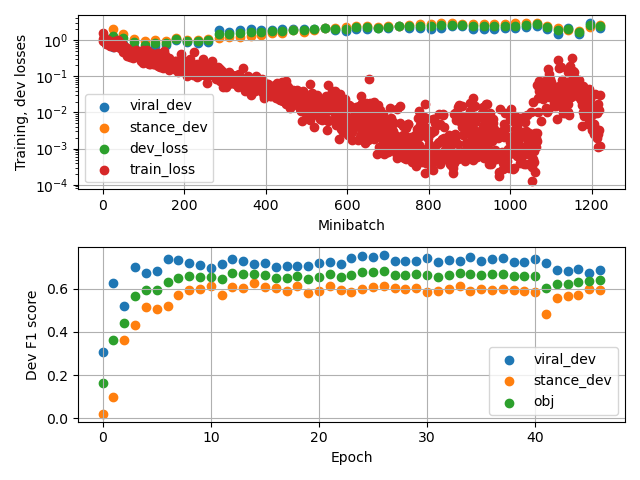 Training, dev losses
10⁰
10⁻¹
10⁻²
10⁻³
10⁻⁴
viral_dev
stance_dev
dev_loss
train_loss
0 200 400 600 800 1000 1200
Minibatch
Dev F1 score
0.6
0.4
0.2
0.0
viral_dev
stance_dev
obj
0 10 20 30 40
Epoch